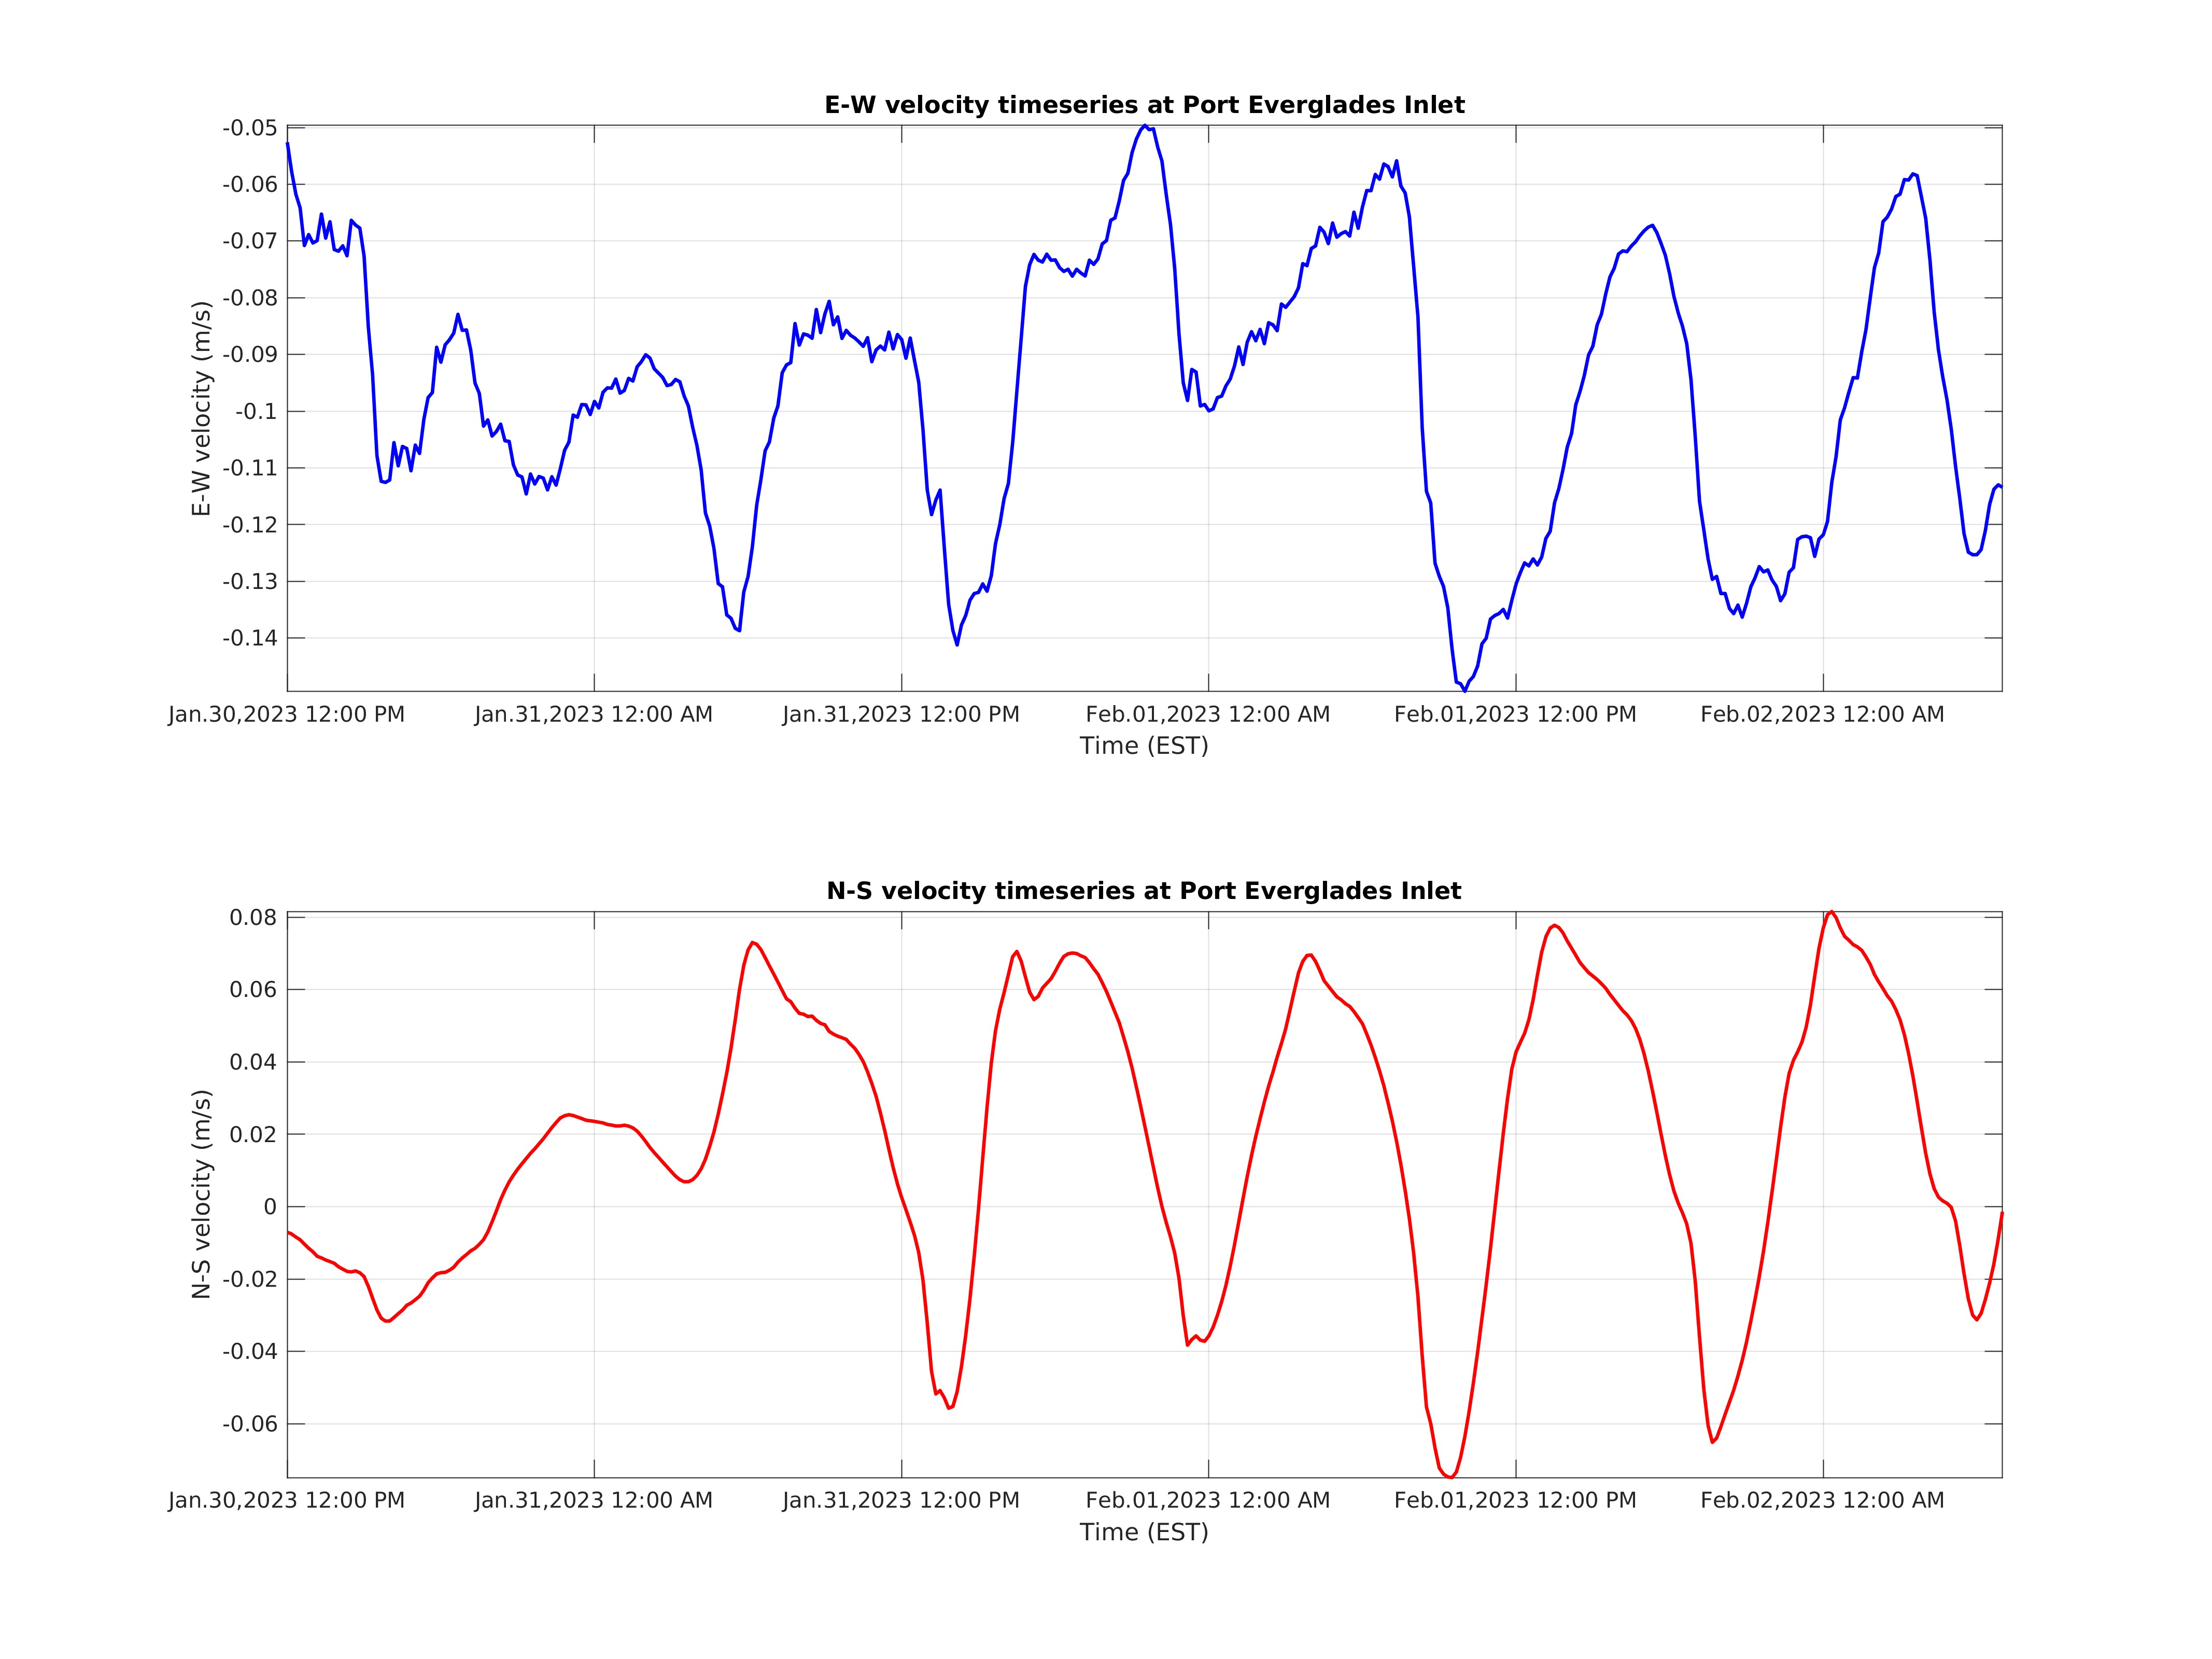 E-W velocity timeseries at Port Everglades Inlet
-0.05
-0.06
-0.07
-0.08
-0.09
-0.1
-0.11
-0.12
-0.13
-0.14
E-W velocity (m/s)
Jan.30,2023 12:00 PM Jan.31,2023 12:00 AM Jan.31,2023 12:00 PM Feb.01,2023 12:00 AM Feb.01,2023 12:00 PM Feb.02,2023 12:00 AM
Time (EST)
N-S velocity timeseries at Port Everglades Inlet
0.08
0.06
0.04
0.02
0
-0.02
-0.04
-0.06
N-S velocity (m/s)
Jan.30,2023 12:00 PM Jan.31,2023 12:00 AM Jan.31,2023 12:00 PM Feb.01,2023 12:00 AM Feb.01,2023 12:00 PM Feb.02,2023 12:00 AM
Time (EST)